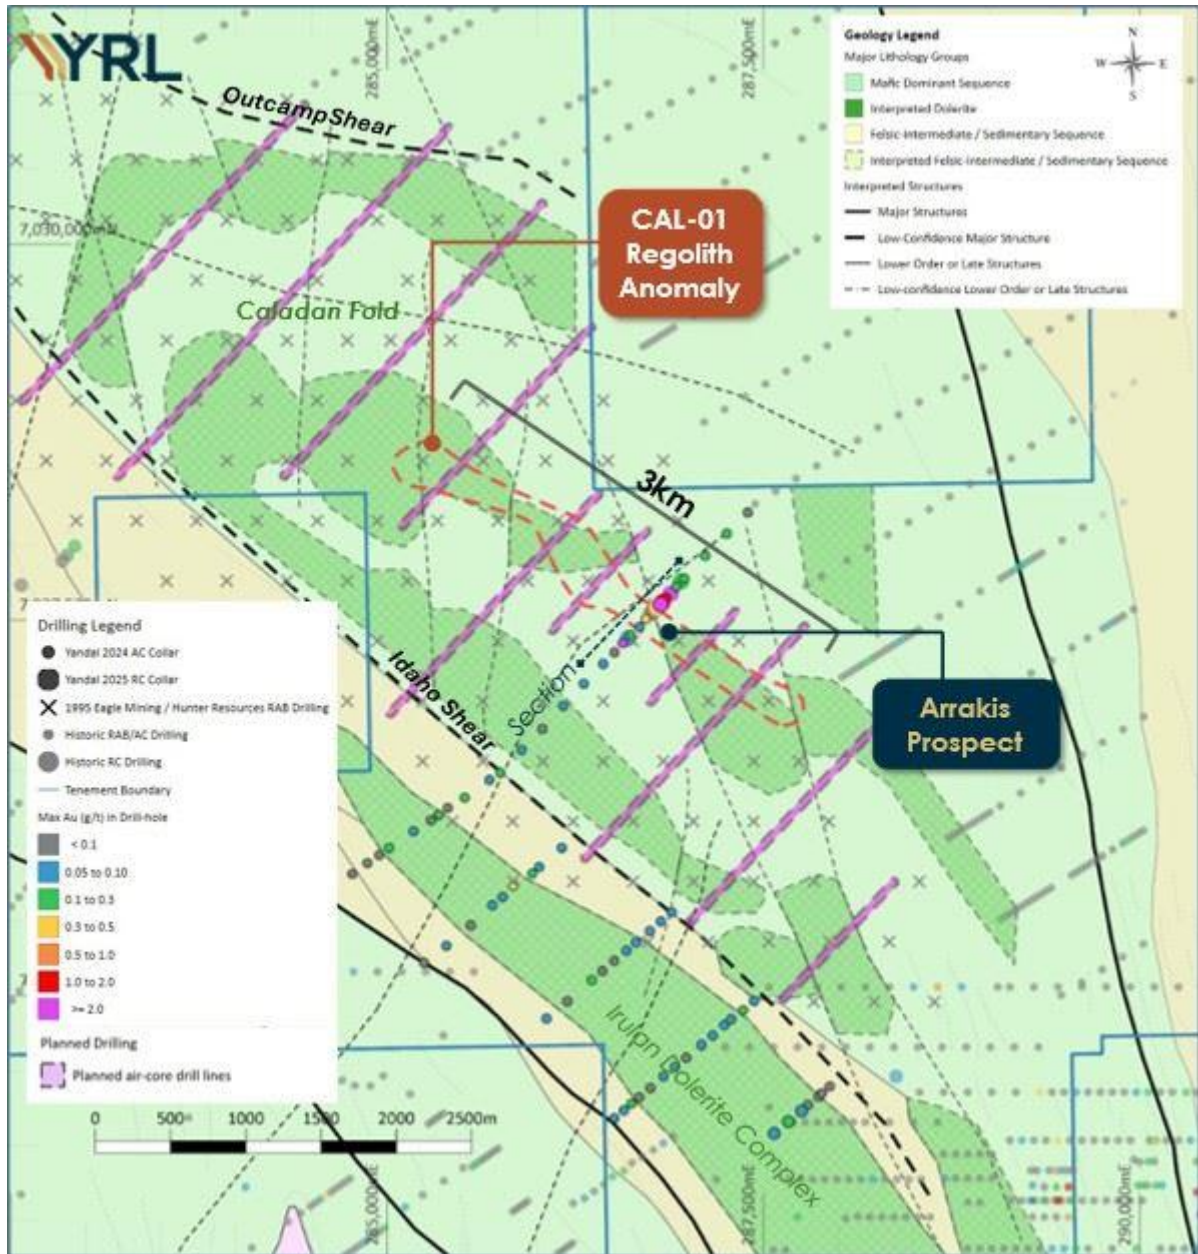 YRL
285,000mE
287,500mE
Outcamp Shear
Geology Legend
Major Lithology Groups
Mafic Dominant Sequence
Interpreted Dolerite
Felsic-Intermediate / Sedimentary Sequence
Interpreted Felsic-Intermediate / Sedimentary Sequence
Interpreted Structures
Major Structures
Low-Confidence Major Structure
Lower Order or Late Structures
Low-confidence Lower Order or Late Structures
N
W E
S
CAL-01
Regolith
Anomaly
7,030,000mN
Caladan Fold
3km
Section
Idaho Shear
Arrakis
Prospect
Drilling Legend
Yandal 2024 AC Collar
Yandal 2025 RC Collar
1995 Eagle Mining / Hunter Resources RAB Drilling
Historic RAB/AC Drilling
Historic RC Drilling
Tenement Boundary
Max Au (g/t) in Drill-hole
< 0.1
0.05 to 0.10
0.1 to 0.3
0.3 to 0.5
0.5 to 1.0
1.0 to 2.0
>= 2.0
Planned Drilling
Planned air-core drill lines
Irulan Dolerite Complex
0 500 1000 1500 2000 2500m
285,000mE
287,500mE
290,000mE